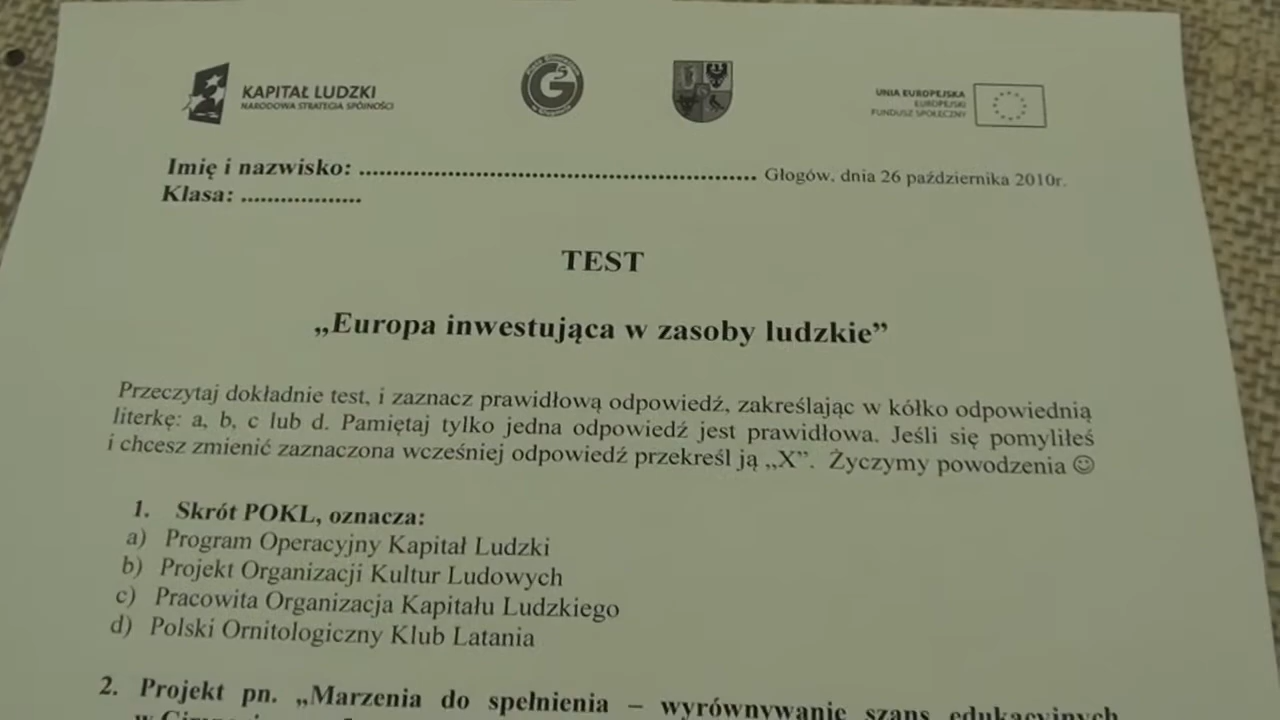 KAPITAŁ LUDZKI
NARODOWA STRATEGIA SPÓJNOŚCI
UNIA EUROPEJSKA
EUROPEJSKI
FUNDUSZ SPOŁECZNY
Imię i nazwisko: ........................................................... Głogów, dnia 26 października 2010r.
Klasa: ..................
TEST
„Europa inwestująca w zasoby ludzkie”
Przeczytaj dokładnie test, i zaznacz prawidłową odpowiedź, zakreślając w kółko odpowiednią
literkę: a, b, c lub d. Pamiętaj tylko jedna odpowiedź jest prawidłowa. Jeśli się pomyliłeś
i chcesz zmienić zaznaczona wcześniej odpowiedź przekreśl ją „X”. Życzymy powodzenia ☺
1. Skrót POKL, oznacza:
a) Program Operacyjny Kapitał Ludzki
b) Projekt Organizacji Kultur Ludowych
c) Pracowita Organizacja Kapitału Ludzkiego
d) Polski Ornitologiczny Klub Latania
2. Projekt pn. „Marzenia do spełnienia – wyrównywanie szans edukacyjnych